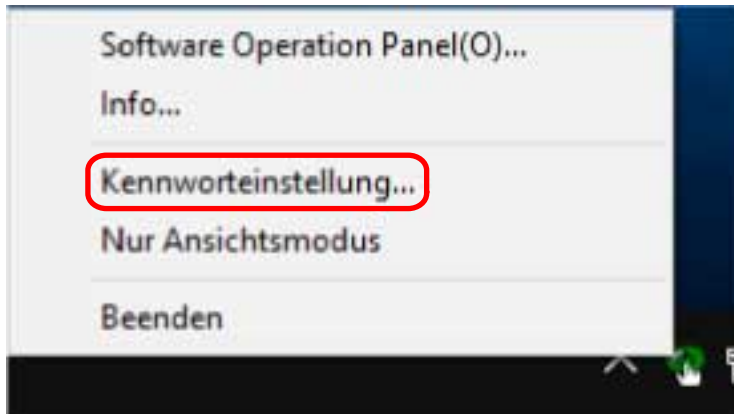 Software Operation Panel(O)...
Info...
Kennworteinstellung...
Nur Ansichtsmodus
Beenden